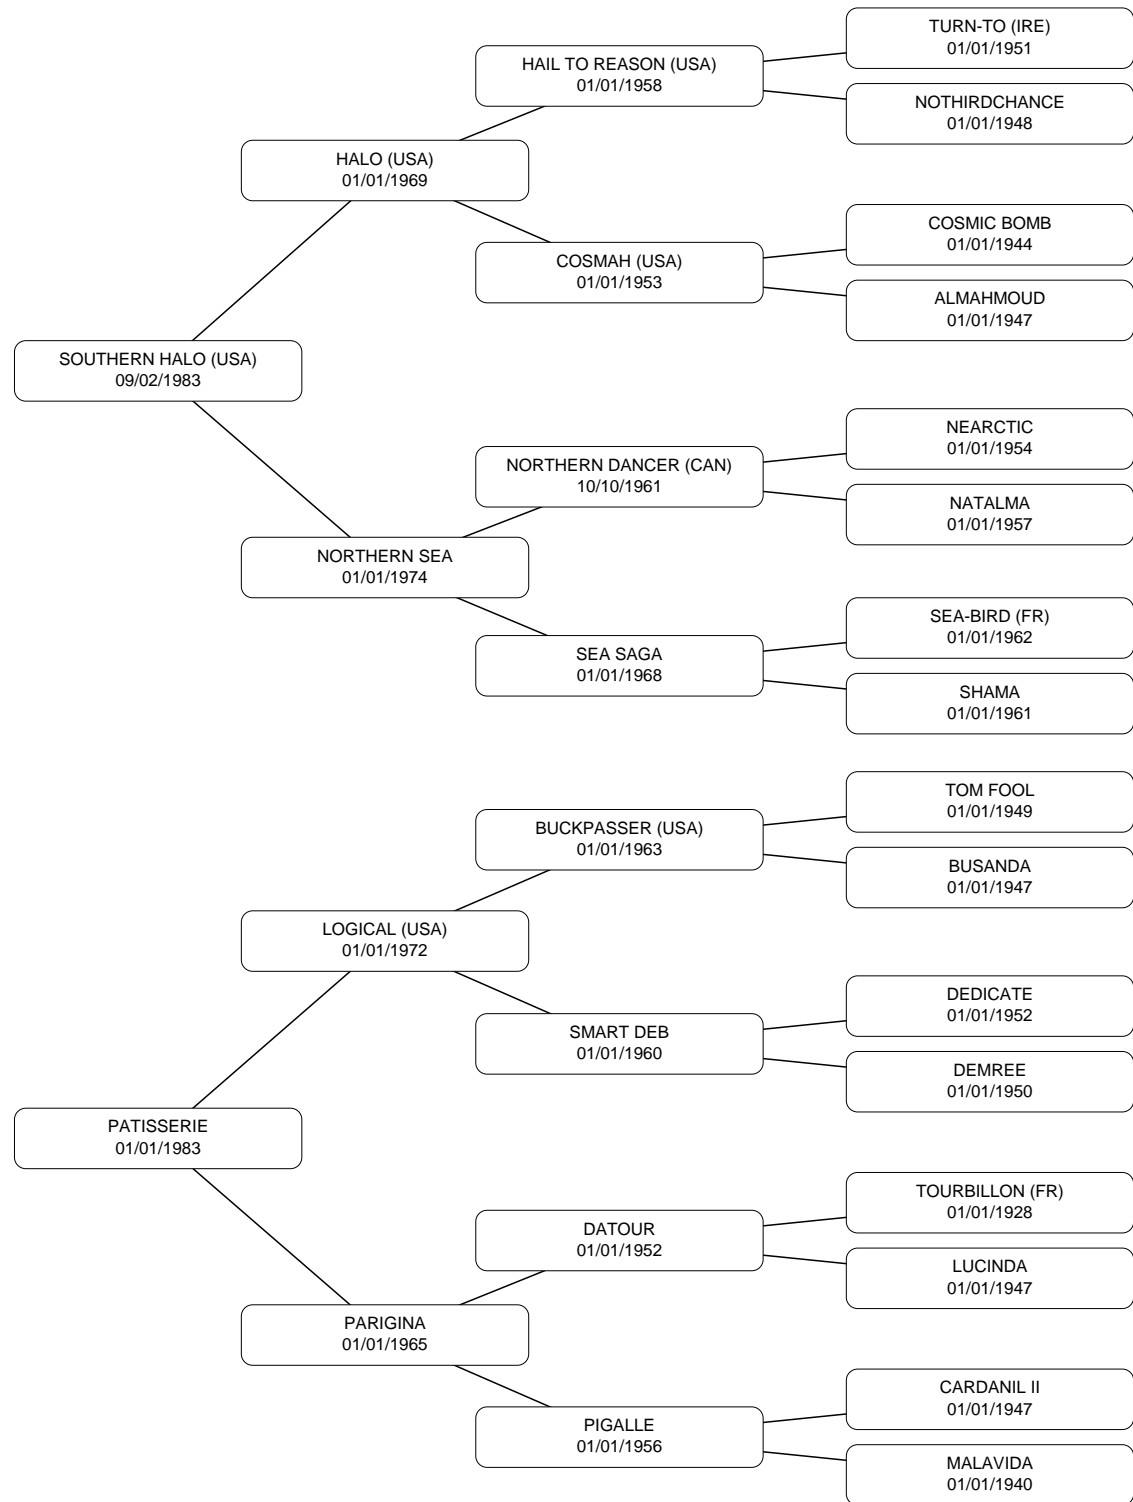 TURN-TO (IRE)
01/01/1951
HAIL TO REASON (USA)
01/01/1958
NOTHIRDCHANCE
01/01/1948
HALO (USA)
01/01/1969
COSMIC BOMB
01/01/1944
COSMAH (USA)
01/01/1953
ALMAHMOUD
01/01/1947
SOUTHERN HALO (USA)
09/02/1983
NEARCTIC
01/01/1954
NORTHERN DANCER (CAN)
10/10/1961
NATALMA
01/01/1957
NORTHERN SEA
01/01/1974
SEA-BIRD (FR)
01/01/1962
SEA SAGA
01/01/1968
SHAMA
01/01/1961
TOM FOOL
01/01/1949
BUCKPASSER (USA)
01/01/1963
BUSANDA
01/01/1947
LOGICAL (USA)
01/01/1972
DEDICATE
01/01/1952
SMART DEB
01/01/1960
DEMREE
01/01/1950
PATISSERIE
01/01/1983
TOURBILLON (FR)
01/01/1928
DATOUR
01/01/1952
LUCINDA
01/01/1947
PARIGINA
01/01/1965
CARDANIL II
01/01/1947
PIGALLE
01/01/1956
MALAVIDA
01/01/1940